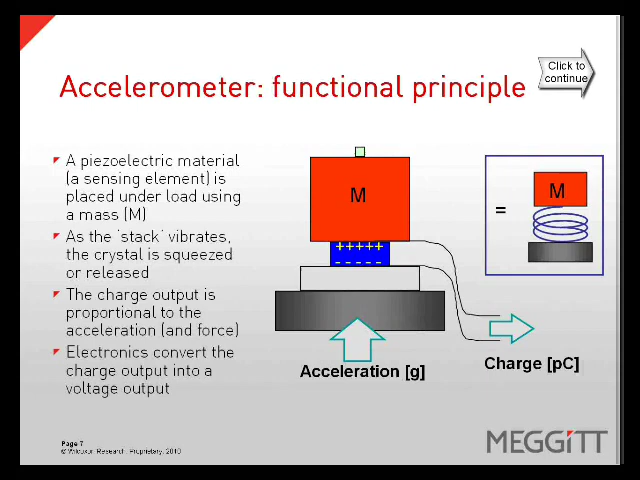 Click to
continue
Accelerometer: functional principle
A piezoelectric material
(a sensing element) is
placed under load using
a mass (M)
As the 'stack' vibrates,
the crystal is squeezed
or released
The charge output is
proportional to the
acceleration (and force)
Electronics convert the
charge output into a
voltage output
M
+++++
-----
Acceleration [g]
=
M
Charge [pC]
Page 7
© Wilcoxon Research Proprietary, 2010
MEGGiTT